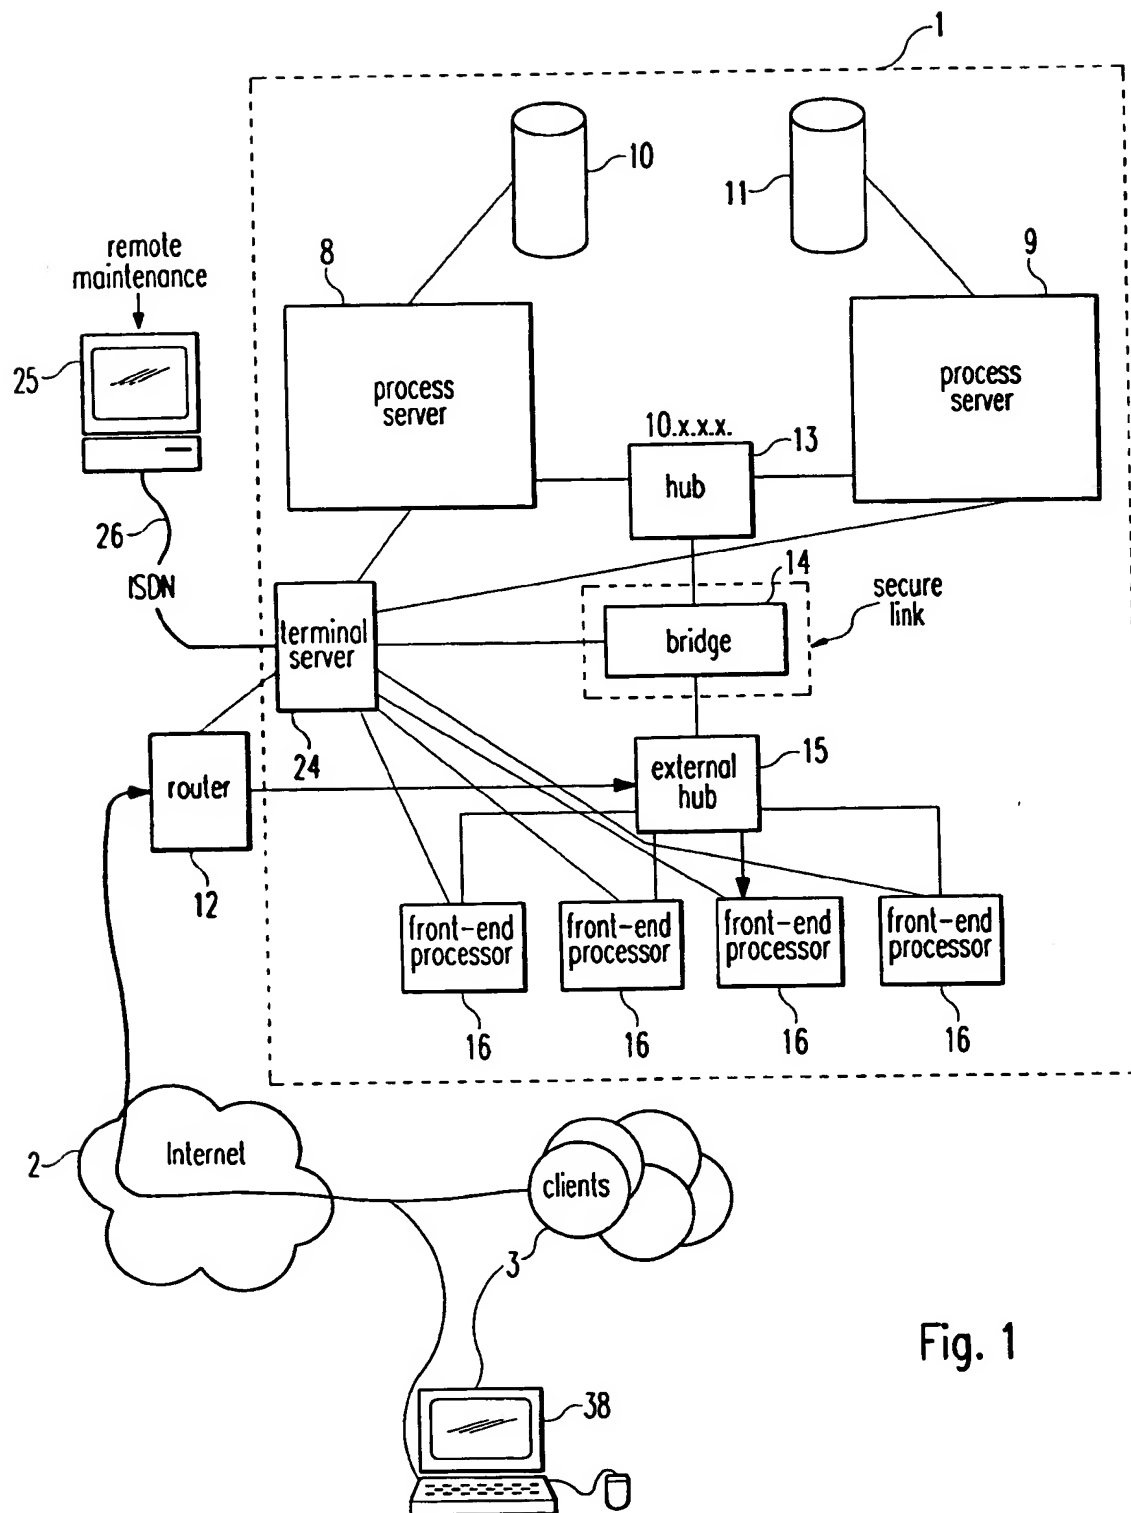 1
10
11
remote
maintenance
8
9
25
process
server
process
server
10.x.x.x.
13
hub
26
ISDN
14
secure
link
terminal
server
bridge
24
15
router
external
hub
12
front-end
processor
front-end
processor
front-end
processor
front-end
processor
16
16
16
16
2
Internet
clients
3
Fig. 1
38